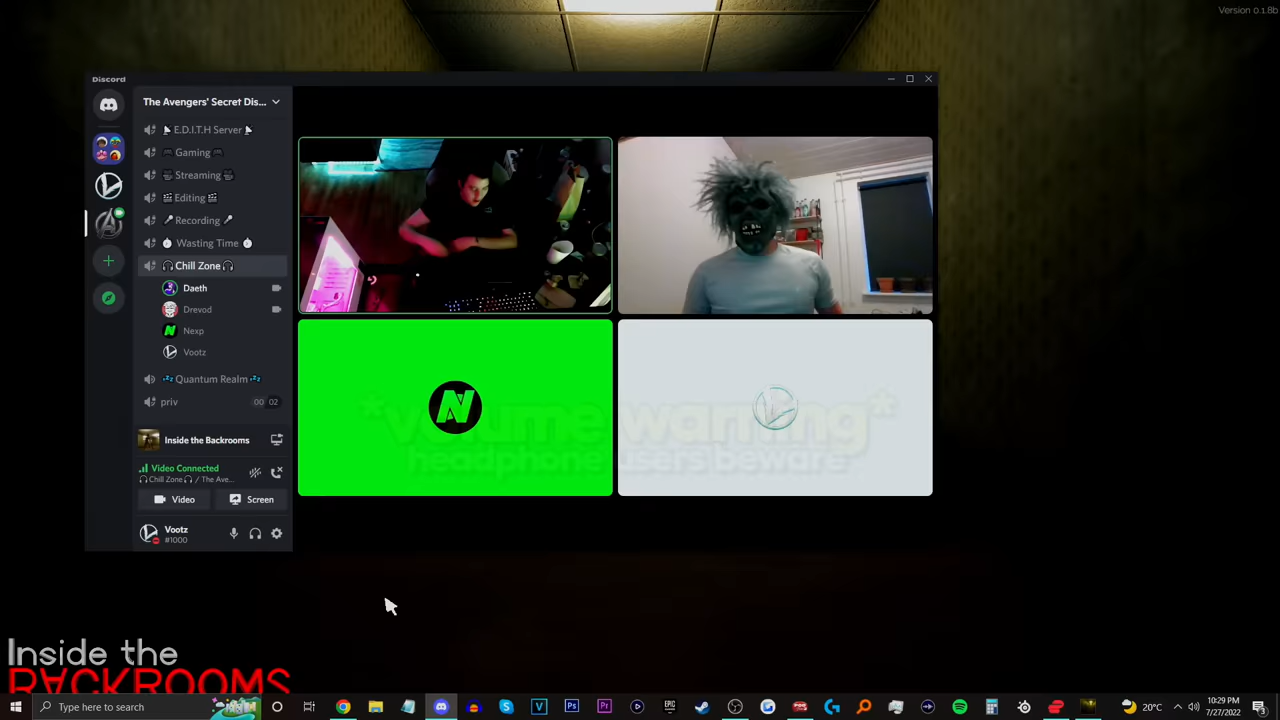 Version 0.1.8b
Discord
The Avengers' Secret Dis...
E.D.I.T.H Server
Gaming
Streaming
Editing
Recording
Wasting Time
Chill Zone
Daeth
Drevod
Nexp
Vootz
Quantum Realm
priv 00 02
Inside the Backrooms
Video Connected
Chill Zone / The Ave...
Video Screen
Vootz
#1000
N
*volume warning*
headphone users beware
Inside the
BACKROOMS
Type here to search
20°C
10:29 PM
7/27/2022